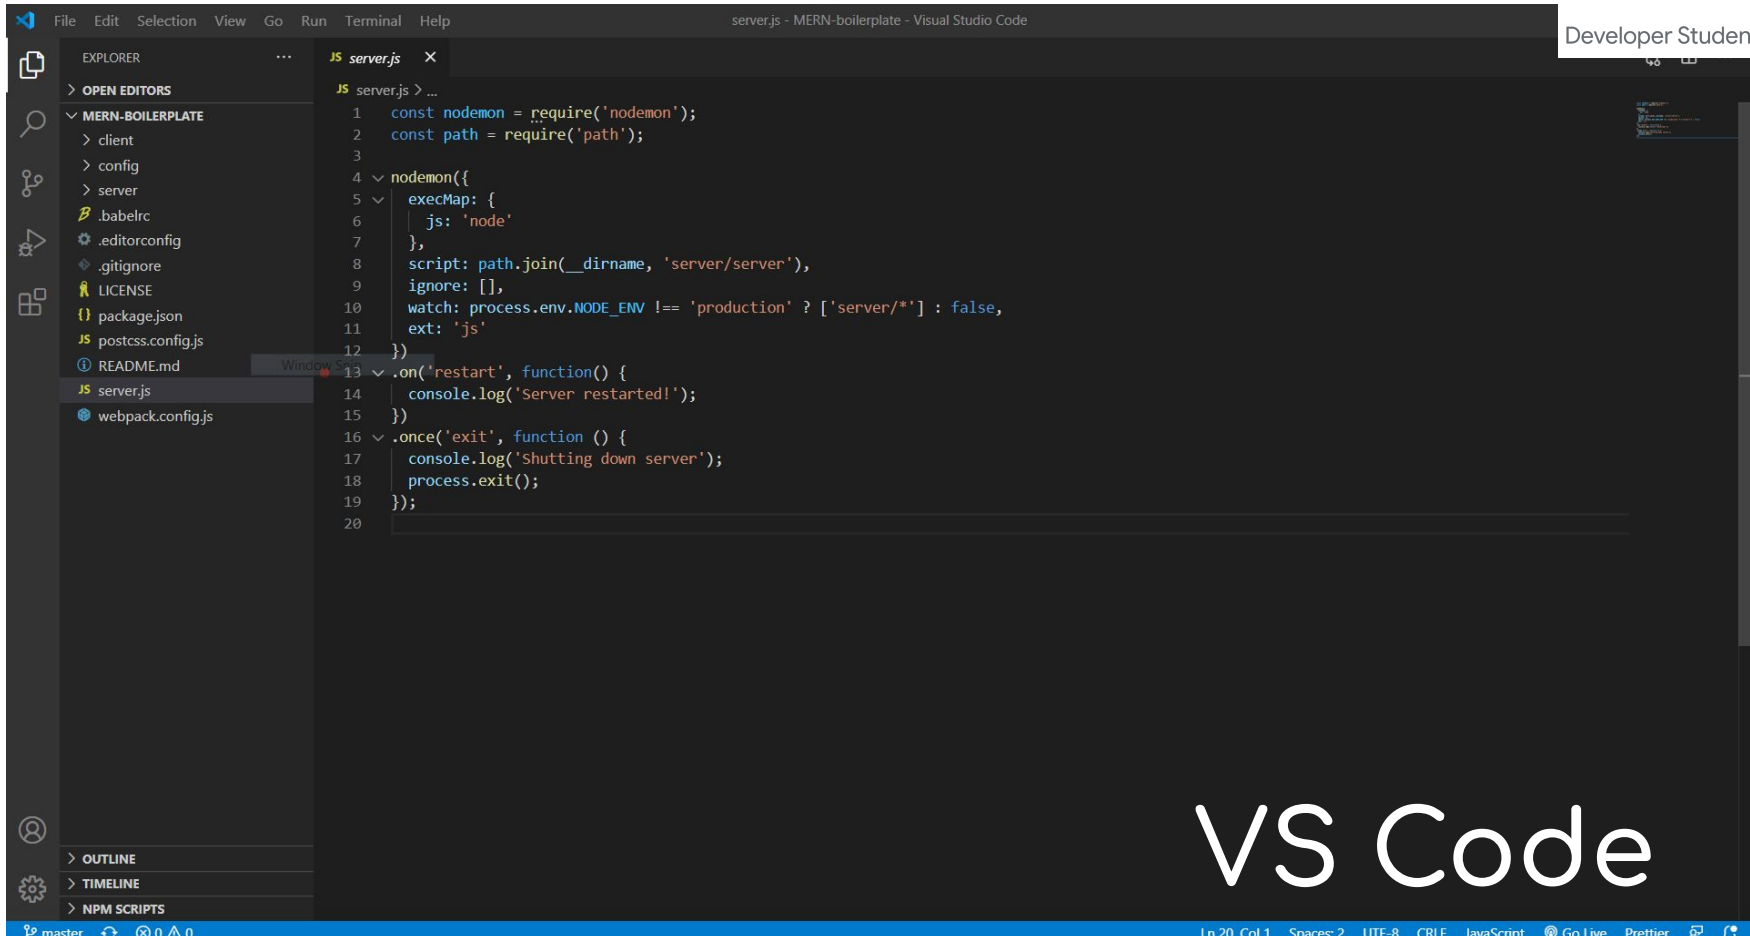 File Edit Selection View Go Run Terminal Help
server.js - MERN-boilerplate - Visual Studio Code
Developer Studen
EXPLORER
OPEN EDITORS
MERN-BOILERPLATE
client
config
server
.babelrc
.editorconfig
.gitignore
LICENSE
package.json
JS postcss.config.js
README.md
JS server.js
webpack.config.js
OUTLINE
TIMELINE
NPM SCRIPTS
JS server.js
JS server.js > ...
1 const nodemon = require('nodemon');
2 const path = require('path');
3
4 nodemon({
5 execMap: {
6 js: 'node'
7 },
8 script: path.join(__dirname, 'server/server'),
9 ignore: [],
10 watch: process.env.NODE_ENV !== 'production' ? ['server/*'] : false,
11 ext: 'js'
12 })
13 .on('restart', function() {
14 console.log('Server restarted!');
15 })
16 .once('exit', function () {
17 console.log('Shutting down server');
18 process.exit();
19 });
20
VS Code
master 0 0
Ln 20, Col 1 Spaces: 2 UTF-8 CRLF JavaScript Go Live Prettier